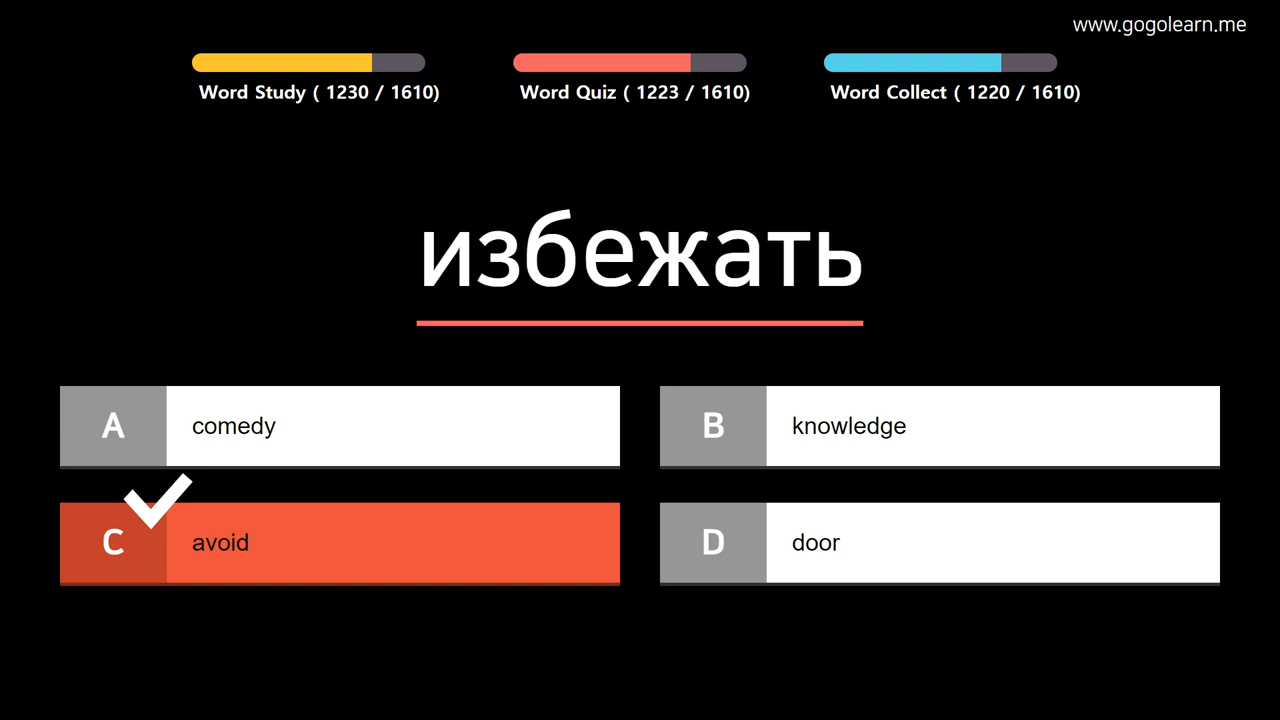 www.gogolearn.me
Word Study ( 1230 / 1610)
Word Quiz ( 1223 / 1610)
Word Collect ( 1220 / 1610)
избежать
A comedy
B knowledge
C avoid
D door